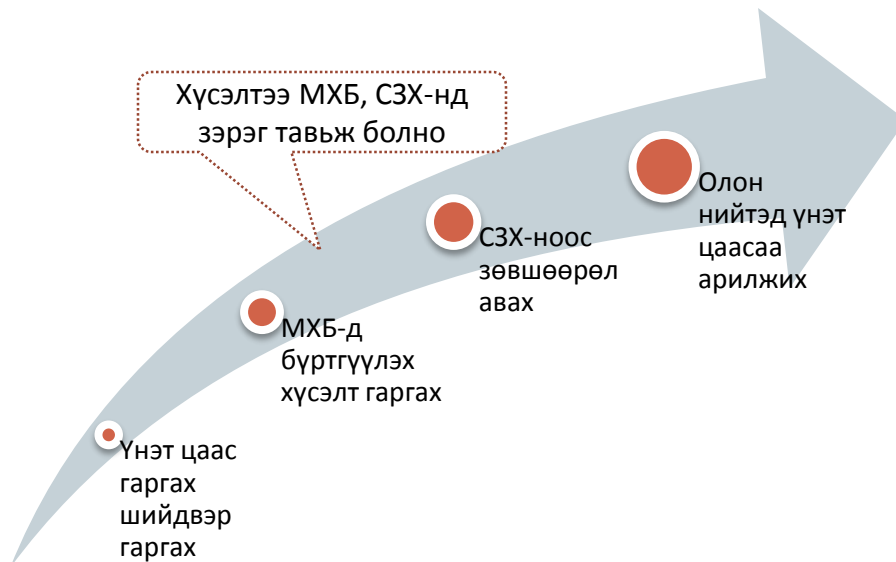 Хүсэлтээ МХБ, СЗХ-нд
зэрэг тавьж болно
Үнэт цаас
гаргах
шийдвэр
гаргах
МХБ-д
бүртгүүлэх
хүсэлт гаргах
СЗХ-ноос
зөвшөөрөл
авах
Олон
нийтэд үнэт
цаасаа
арилжих